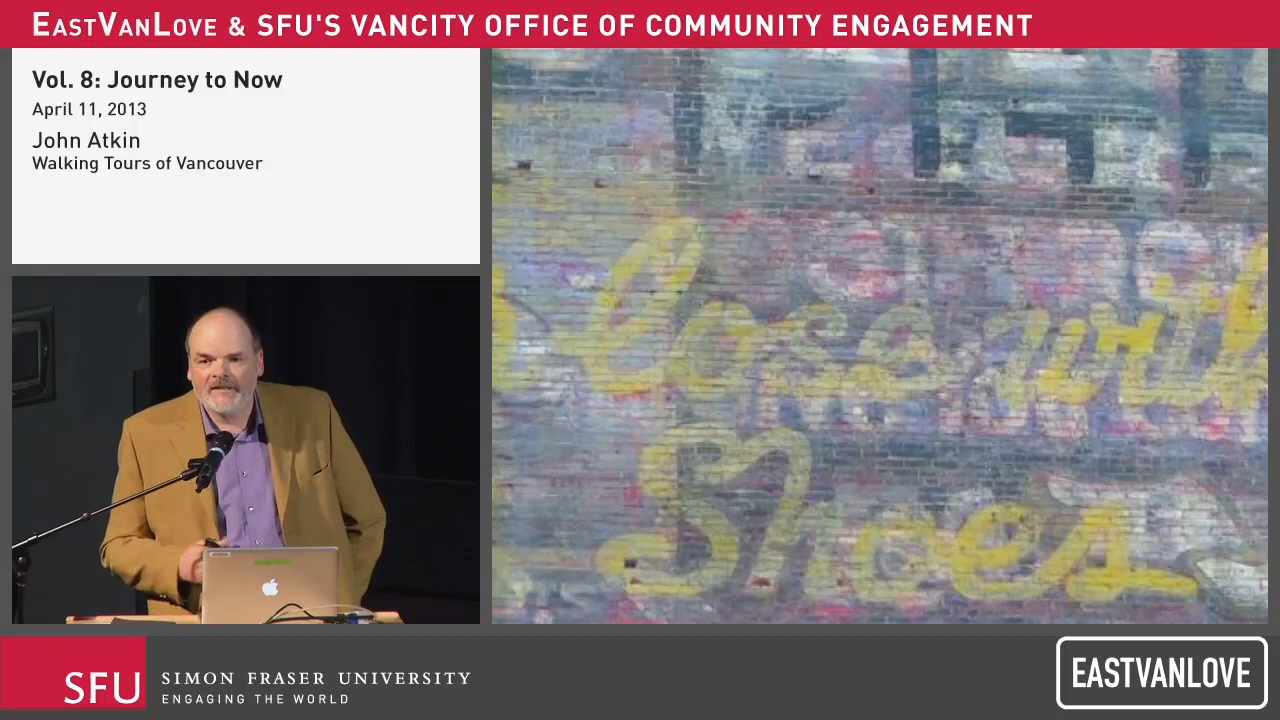 EASTVANLOVE & SFU'S VANCITY OFFICE OF COMMUNITY ENGAGEMENT
Vol. 8: Journey to Now
April 11, 2013
John Atkin
Walking Tours of Vancouver
Shoes
SFU
SIMON FRASER UNIVERSITY
ENGAGING THE WORLD
EASTVANLOVE